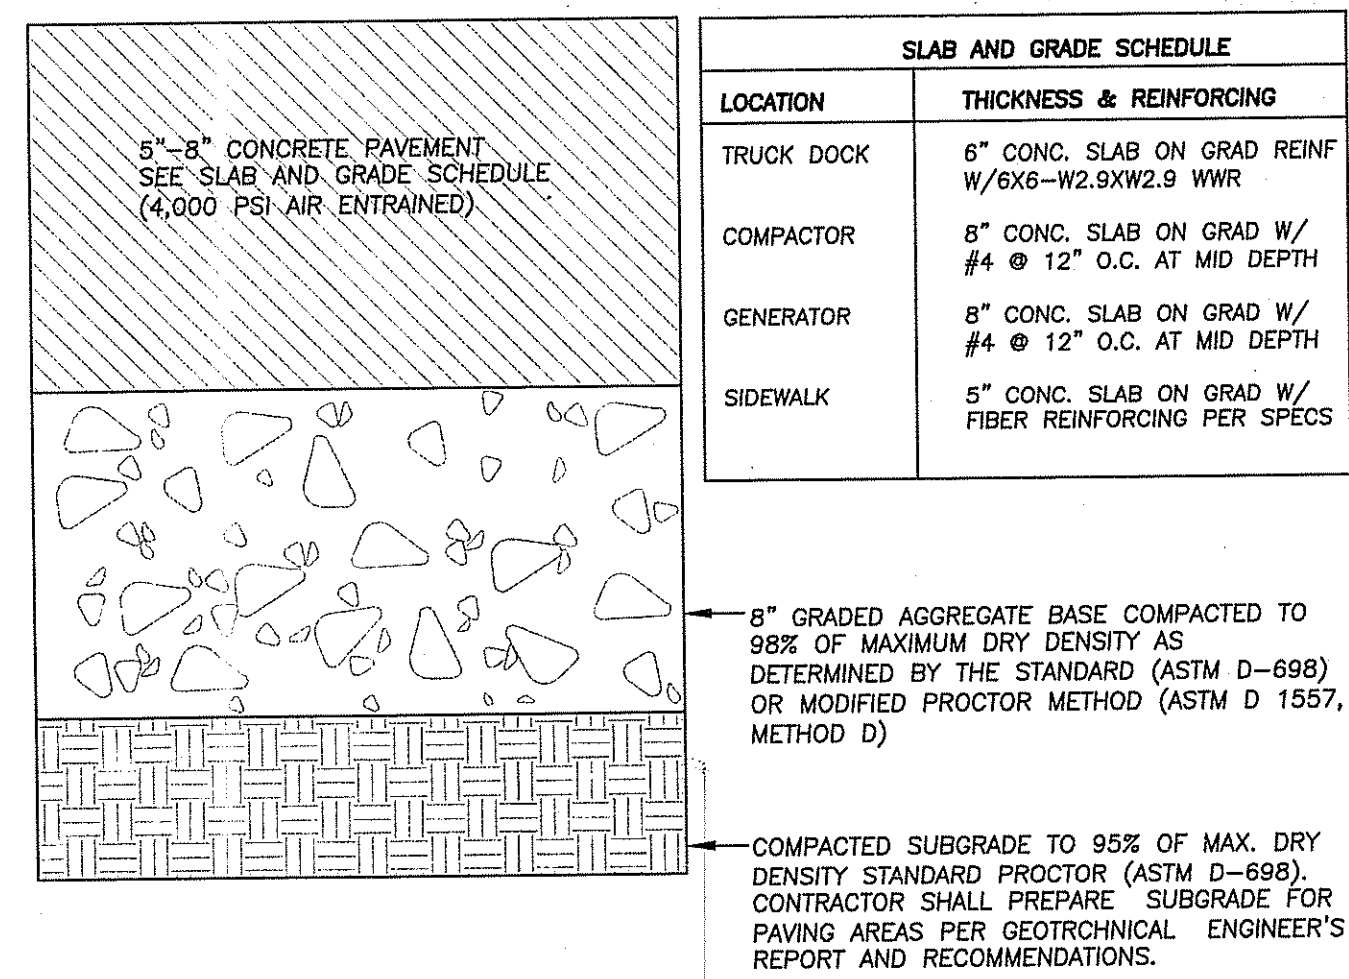 5"-8" CONCRETE PAVEMENT
SEE SLAB AND GRADE SCHEDULE
(4,000 PSI AIR ENTRAINED)
SLAB AND GRADE SCHEDULE
LOCATION THICKNESS & REINFORCING
TRUCK DOCK 6" CONC. SLAB ON GRAD REINF
W/6X6-W2.9XW2.9 WWR
COMPACTOR 8" CONC. SLAB ON GRAD W/
#4 @ 12" O.C. AT MID DEPTH
GENERATOR 8" CONC. SLAB ON GRAD W/
#4 @ 12" O.C. AT MID DEPTH
SIDEWALK 5" CONC. SLAB ON GRAD W/
FIBER REINFORCING PER SPECS
8" GRADED AGGREGATE BASE COMPACTED TO
98% OF MAXIMUM DRY DENSITY AS
DETERMINED BY THE STANDARD (ASTM D-698)
OR MODIFIED PROCTOR METHOD (ASTM D 1557,
METHOD D)
COMPACTED SUBGRADE TO 95% OF MAX. DRY
DENSITY STANDARD PROCTOR (ASTM D-698).
CONTRACTOR SHALL PREPARE SUBGRADE FOR
PAVING AREAS PER GEOTRCHNICAL ENGINEER'S
REPORT AND RECOMMENDATIONS.